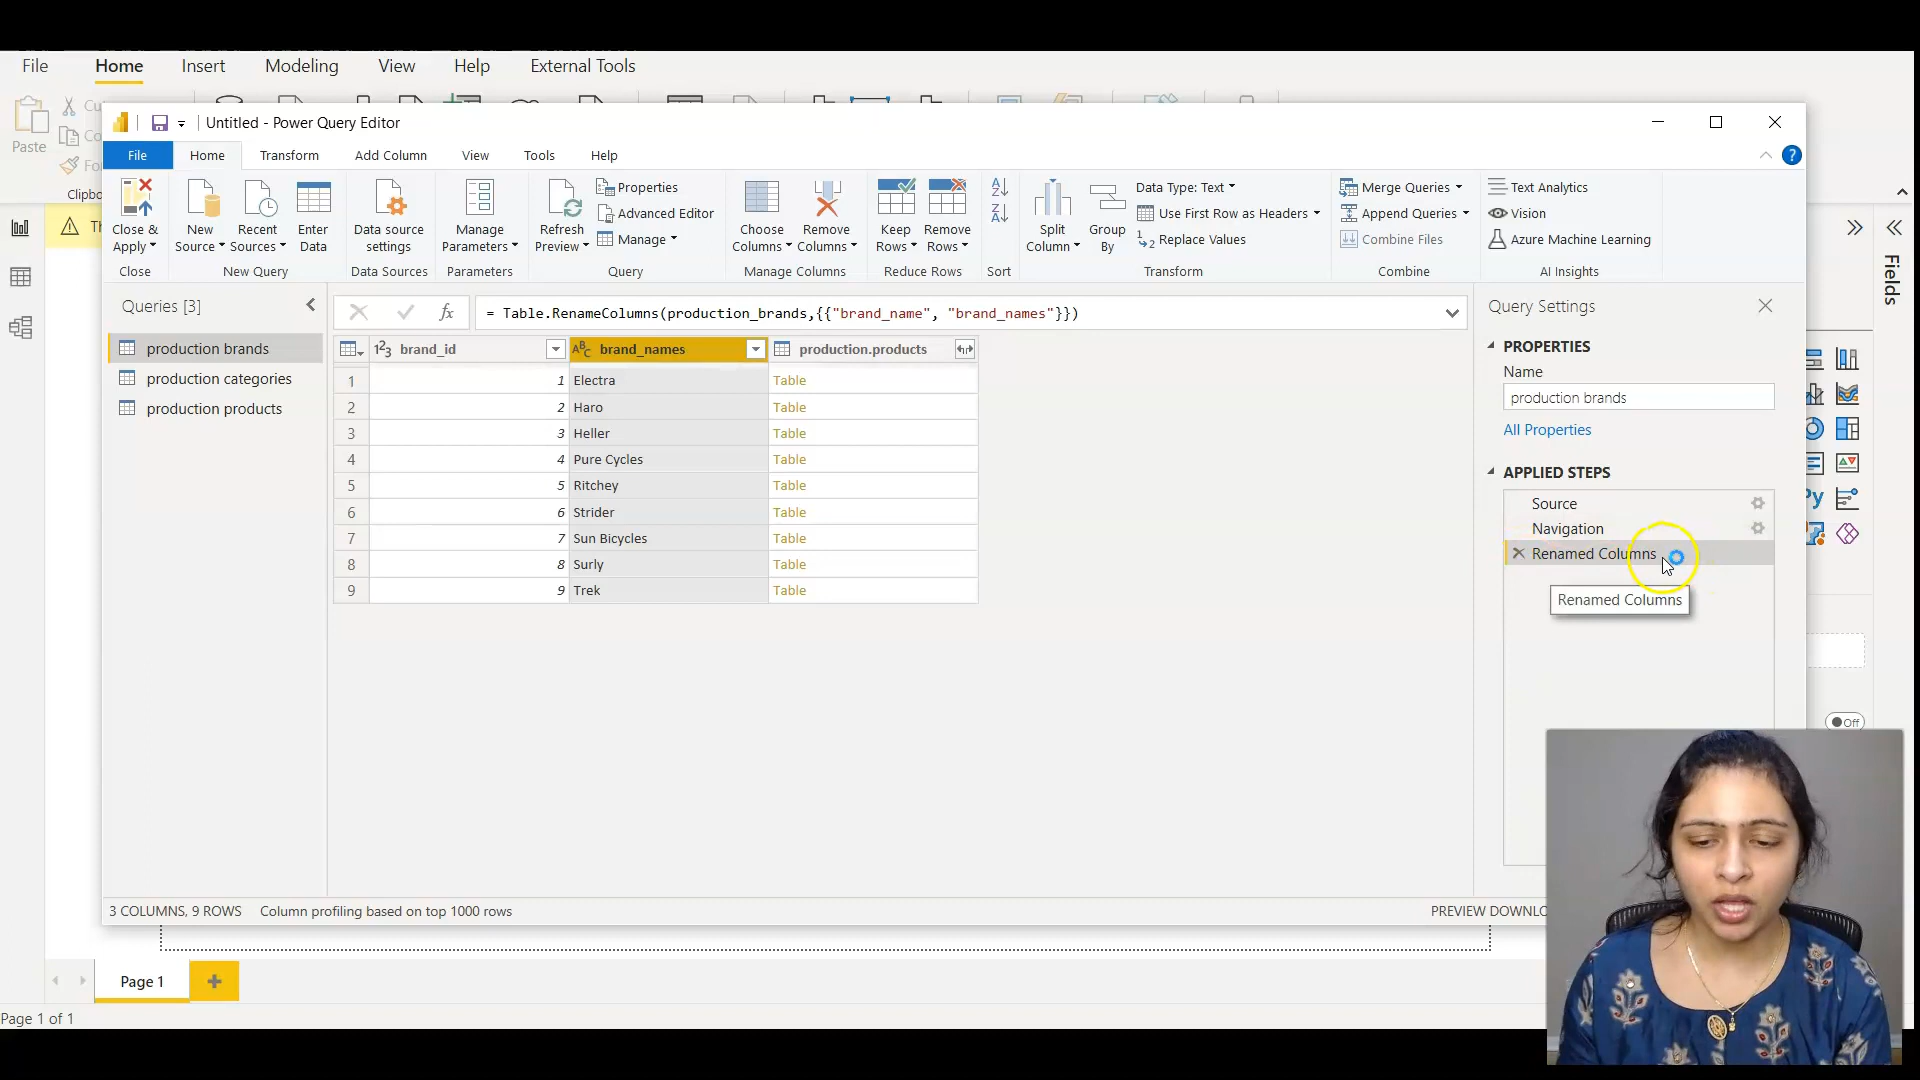 File Home Insert Modeling View Help External Tools
Paste
Untitled - Power Query Editor
File Home Transform Add Column View Tools Help
?
Close & Apply
New Source
Recent Sources
Enter Data
Data source settings
Manage Parameters
Refresh Preview
Properties
Advanced Editor
Manage
Choose Columns
Remove Columns
Keep Rows
Remove Rows
Split Column
Group By
Data Type: Text
Use First Row as Headers
Replace Values
Merge Queries
Append Queries
Combine Files
Text Analytics
Vision
Azure Machine Learning
Close New Query Data Sources Parameters Query Manage Columns Reduce Rows Sort Transform Combine AI Insights
Fields
Queries [3]
production brands
production categories
production products
fx = Table.RenameColumns(production_brands,{{"brand_name", "brand_names"}})
brand_id brand_names production.products
1 1 Electra Table
2 2 Haro Table
3 3 Heller Table
4 4 Pure Cycles Table
5 5 Ritchey Table
6 6 Strider Table
7 7 Sun Bicycles Table
8 8 Surly Table
9 9 Trek Table
Query Settings
PROPERTIES
Name
production brands
All Properties
APPLIED STEPS
Source
Navigation
Renamed Columns
Renamed Columns
Py
Off
3 COLUMNS, 9 ROWS Column profiling based on top 1000 rows
PREVIEW
Page 1
Page 1 of 1